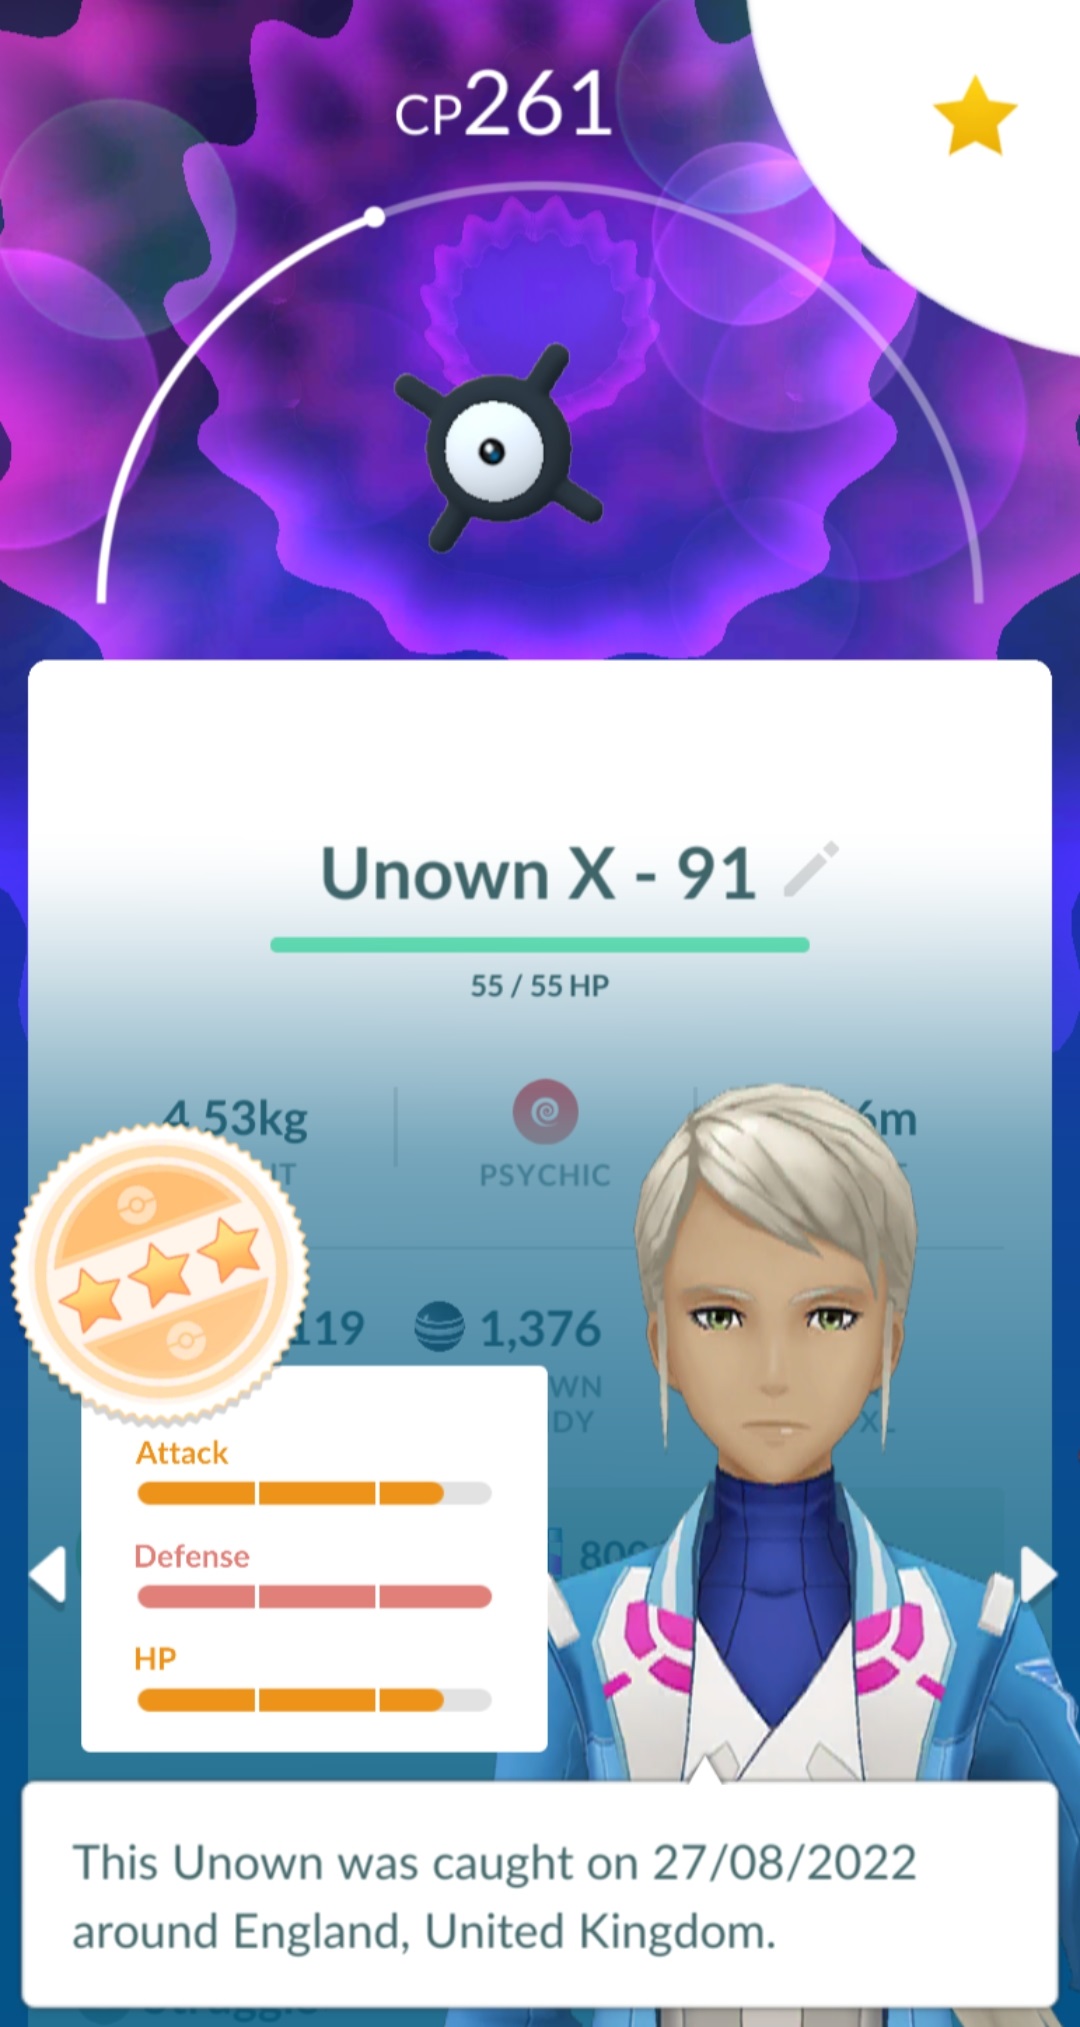 CP261
Unown X - 91
55 / 55 HP
4.53kg
PSYCHIC
1,376
Attack
Defense
HP
This Unown was caught on 27/08/2022
around England, United Kingdom.